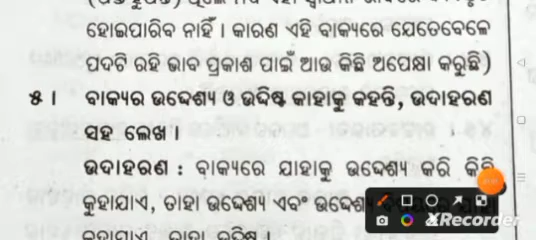 ହୋଇପାରିବ ନାହିଁ । କାରଣ ଏହି ବାକ୍ୟରେ ଯେତେବେଳେ
ପଦଟି ରହି ଭାବ ପ୍ରକାଶ ପାଇଁ ଆଉ କିଛି ଅପେକ୍ଷା କରୁଛି)
୫ । ବାକ୍ୟର ଉଦ୍ଦେଶ୍ୟ ଓ ଉଦ୍ଦିଷ୍ଟ କାହାକୁ କହନ୍ତି, ଉଦାହରଣ
ସହ ଲେଖ ।
ଉଦାହରଣ : ବାକ୍ୟରେ ଯାହାକୁ ଉଦ୍ଦେଶ୍ୟ କରି କିଛି
କୁହାଯାଏ, ତାହା ଉଦ୍ଦେଶ୍ୟ ଏବଂ ଉଦ୍ଦେଶ୍ୟ
XRecorder